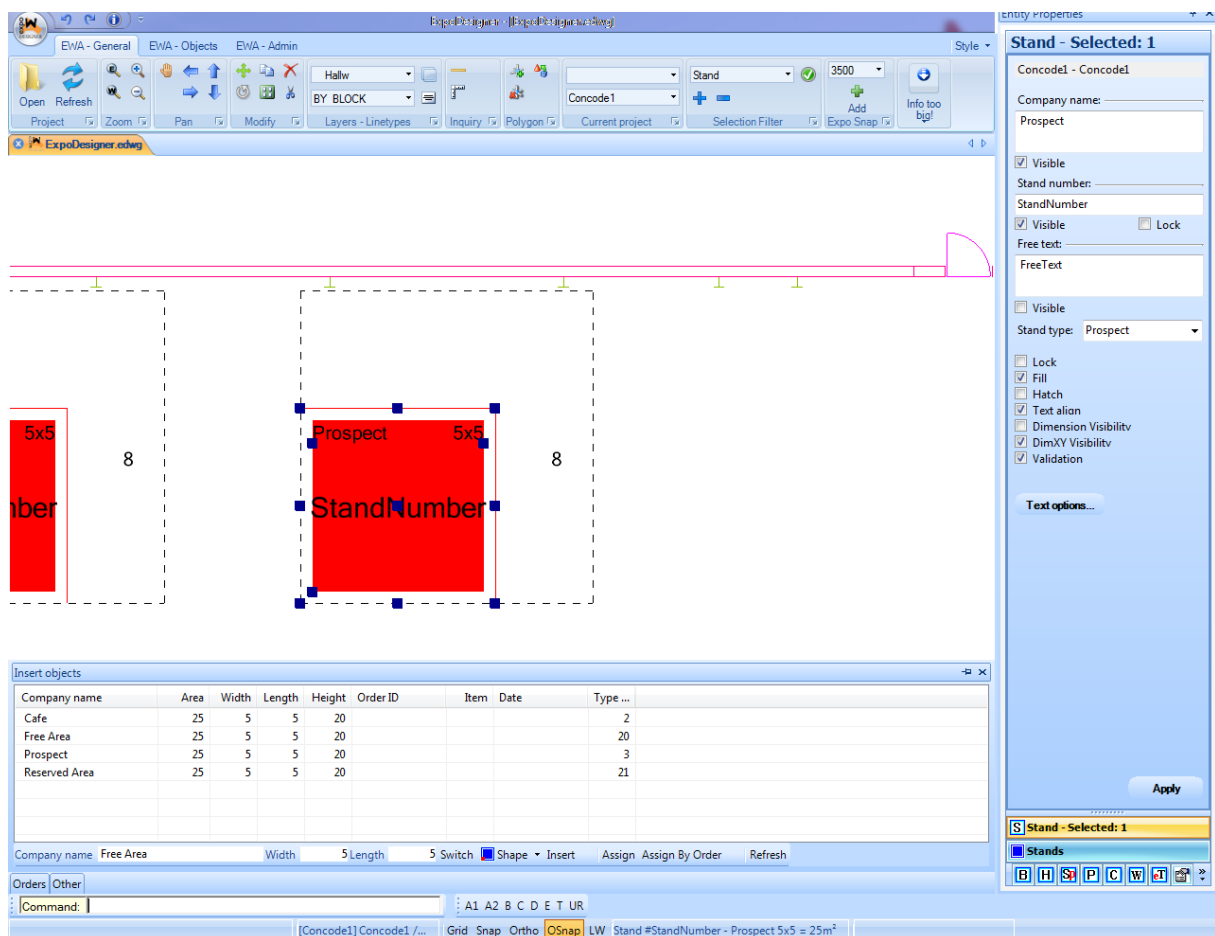 ExpoDesigner - [ExpoDesigner.edwg]
EWA - General EWA - Objects EWA - Admin Style
Open Refresh
Project Zoom Pan Modify
Hallw
BY BLOCK
Layers - Linetypes Inquiry Polygon
Concode1
Current project
Stand
Selection Filter
3500
Add
Expo Snap
Info too
big!
ExpoDesigner.edwg
5x5
8
nber
Prospect 5x5
8
StandNumber
Insert objects
Company name Area Width Length Height Order ID Item Date Type ...
Cafe 25 5 5 20 2
Free Area 25 5 5 20 20
Prospect 25 5 5 20 3
Reserved Area 25 5 5 20 21
Company name Free Area Width 5 Length 5 Switch Shape Insert Assign Assign By Order Refresh
Orders Other
Command:
A1 A2 B C D E T UR
[Concode1] Concode1 /... Grid Snap Ortho OSnap LW Stand #StandNumber - Prospect 5x5 = 25m²
Entity Properties
Stand - Selected: 1
Concode1 - Concode1
Company name:
Prospect
Visible
Stand number:
StandNumber
Visible Lock
Free text:
FreeText
Visible
Stand type: Prospect
Lock
Fill
Hatch
Text align
Dimension Visibility
DimXY Visibility
Validation
Text options...
Apply
S Stand - Selected: 1
Stands
B H Sp P C W eT